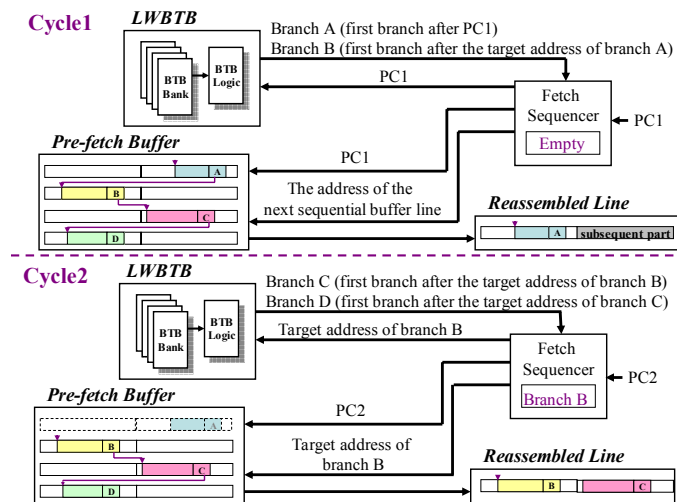 Cycle1
LWBTB
BTB
Bank
BTB
Logic
Branch A (first branch after PC1)
Branch B (first branch after the target address of branch A)
PC1
Fetch
Sequencer
Empty
PC1
Pre-fetch Buffer
A
B
C
D
PC1
The address of the
next sequential buffer line
Reassembled Line
A
subsequent part
Cycle2
LWBTB
BTB
Bank
BTB
Logic
Branch C (first branch after the target address of branch B)
Branch D (first branch after the target address of branch C)
Target address of branch B
Fetch
Sequencer
Branch B
PC2
Pre-fetch Buffer
A
B
C
D
PC2
Target address of
branch B
Reassembled Line
B
C